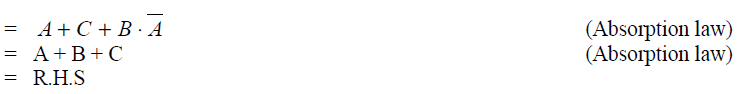 = A + C + B · A̅ (Absorption law)
= A + B + C (Absorption law)
= R.H.S